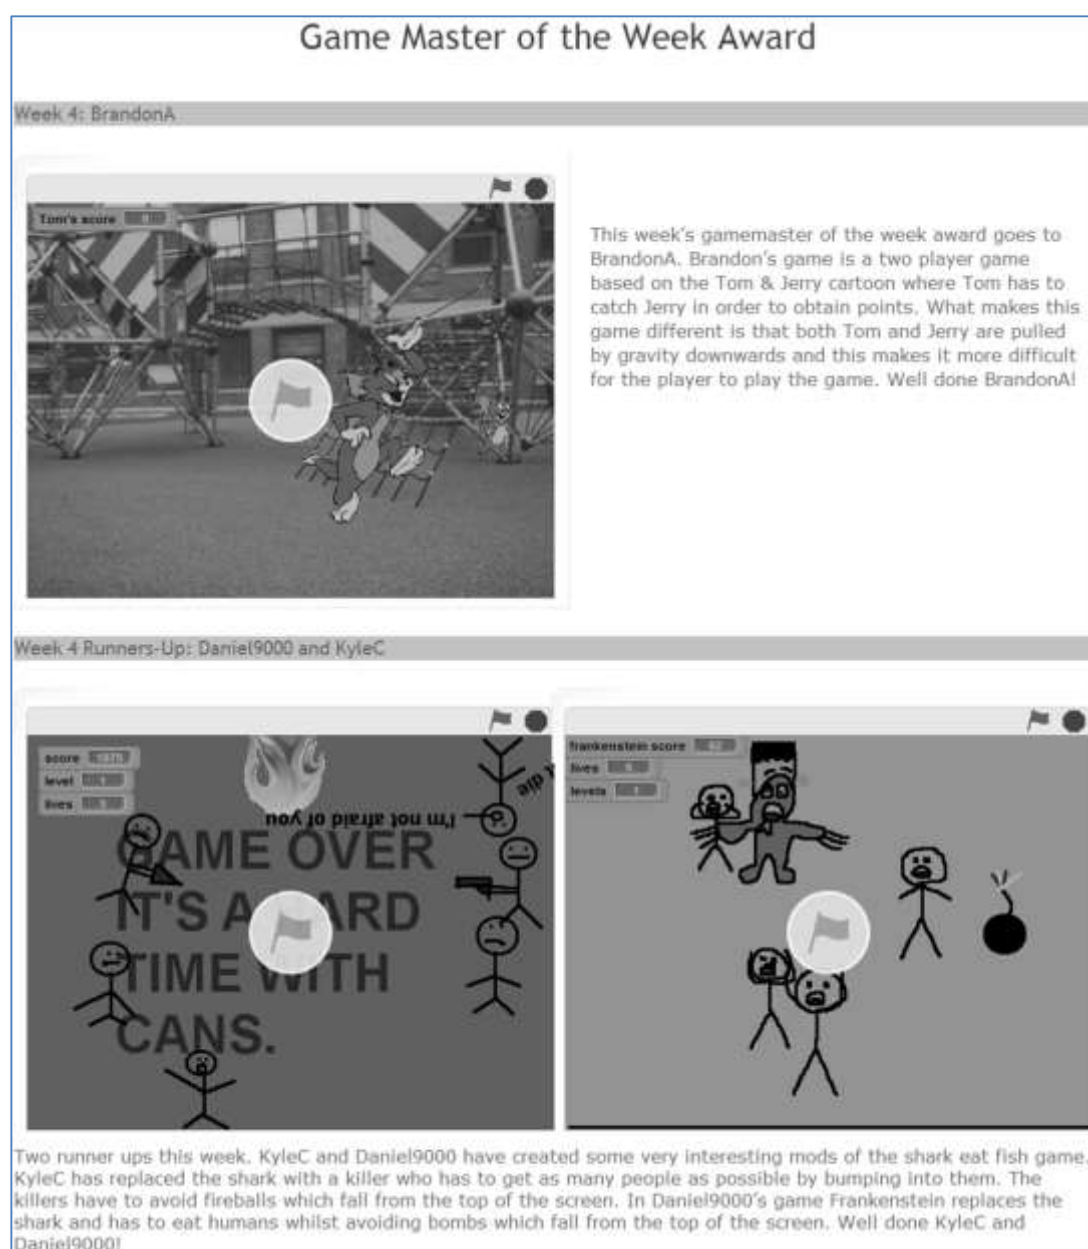 Game Master of the Week Award
Week 4: BrandonA
Tom's score
This week's gamemaster of the week award goes to
BrandonA. Brandon's game is a two player game
based on the Tom & Jerry cartoon where Tom has to
catch Jerry in order to obtain points. What makes this
game different is that both Tom and Jerry are pulled
by gravity downwards and this makes it more difficult
for the player to play the game. Well done BrandonA!
Week 4 Runners-Up: Daniel9000 and KyleC
score
level
lives
die
I'm not afraid of you
GAME OVER
IT'S A ARD
TIME WITH
CANS.
frankenstein score
lives
levels
Two runner ups this week. KyleC and Daniel9000 have created some very interesting mods of the shark eat fish game.
KyleC has replaced the shark with a killer who has to get as many people as possible by bumping into them. The
killers have to avoid fireballs which fall from the top of the screen. In Daniel9000's game Frankenstein replaces the
shark and has to eat humans whilst avoiding bombs which fall from the top of the screen. Well done KyleC and
Daniel9000!